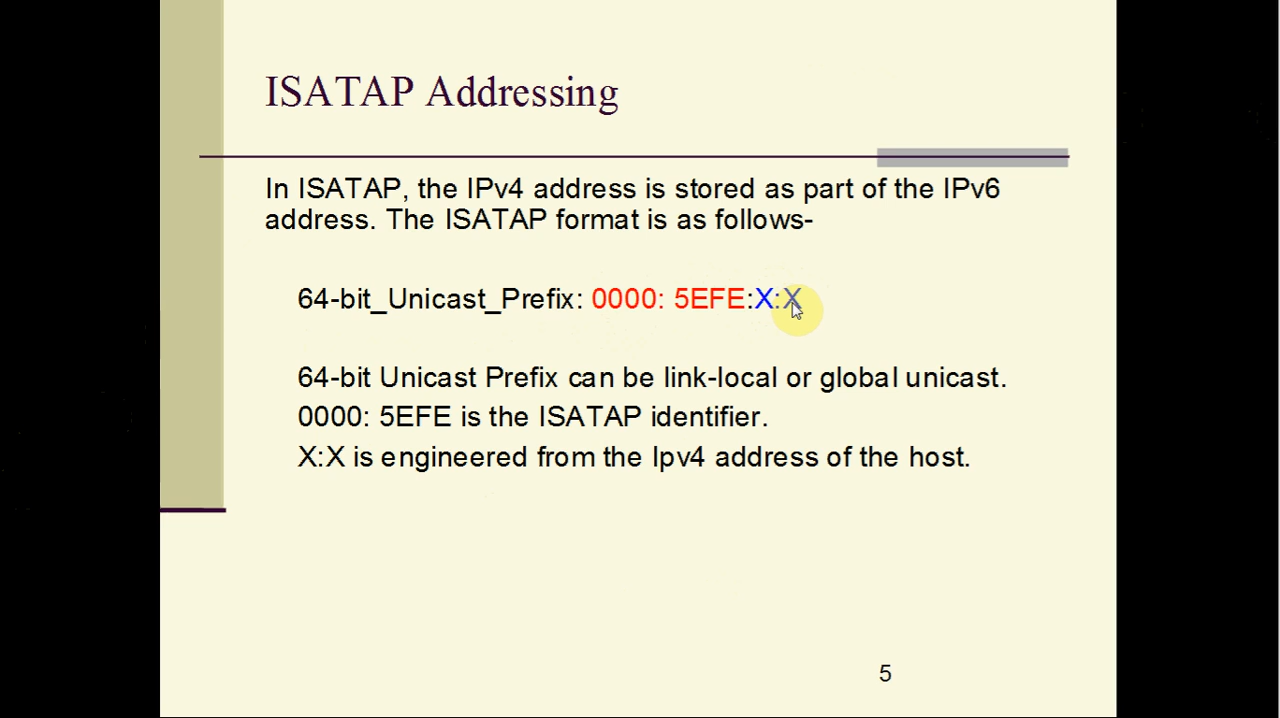 ISATAP Addressing
In ISATAP, the IPv4 address is stored as part of the IPv6
address. The ISATAP format is as follows-
64-bit_Unicast_Prefix: 0000: 5EFE:X:X
64-bit Unicast Prefix can be link-local or global unicast.
0000: 5EFE is the ISATAP identifier.
X:X is engineered from the Ipv4 address of the host.
5